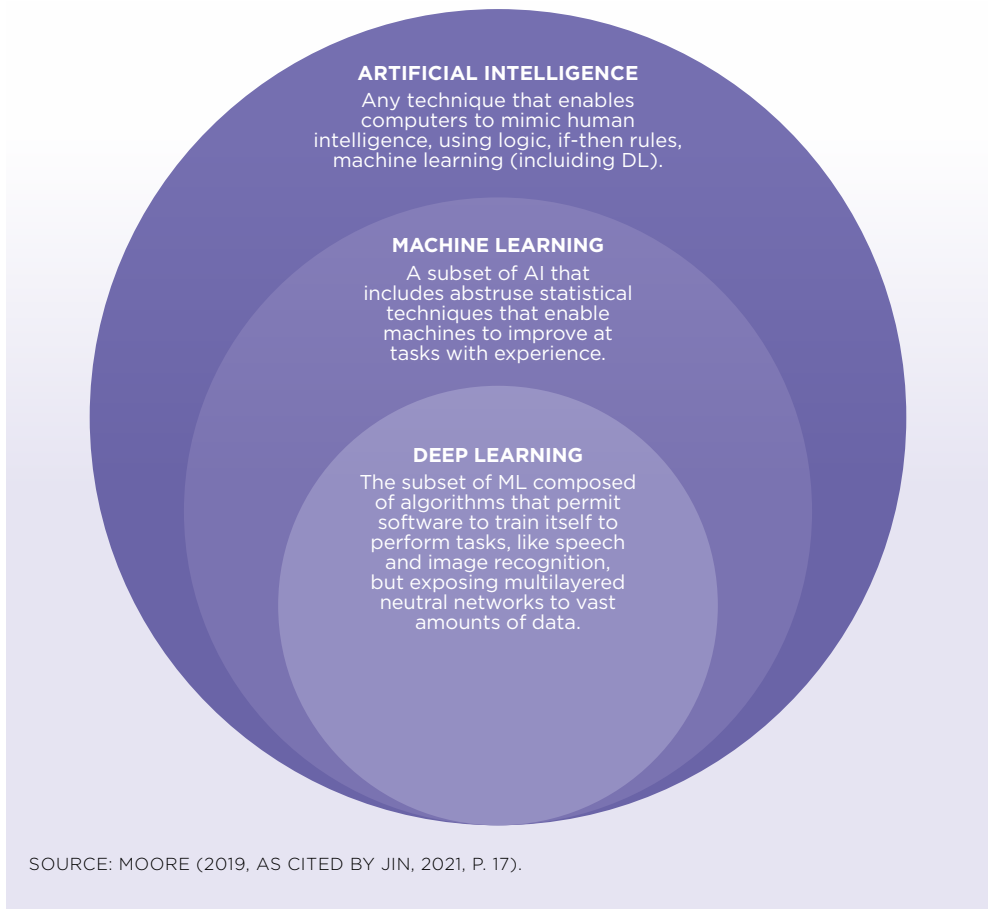 ARTIFICIAL INTELLIGENCE
Any technique that enables
computers to mimic human
intelligence, using logic, if-then rules,
machine learning (incluiding DL).
MACHINE LEARNING
A subset of AI that
includes abstruse statistical
techniques that enable
machines to improve at
tasks with experience.
DEEP LEARNING
The subset of ML composed
of algorithms that permit
software to train itself to
perform tasks, like speech
and image recognition,
but exposing multilayered
neutral networks to vast
amounts of data.
SOURCE: MOORE (2019, AS CITED BY JIN, 2021, P. 17).